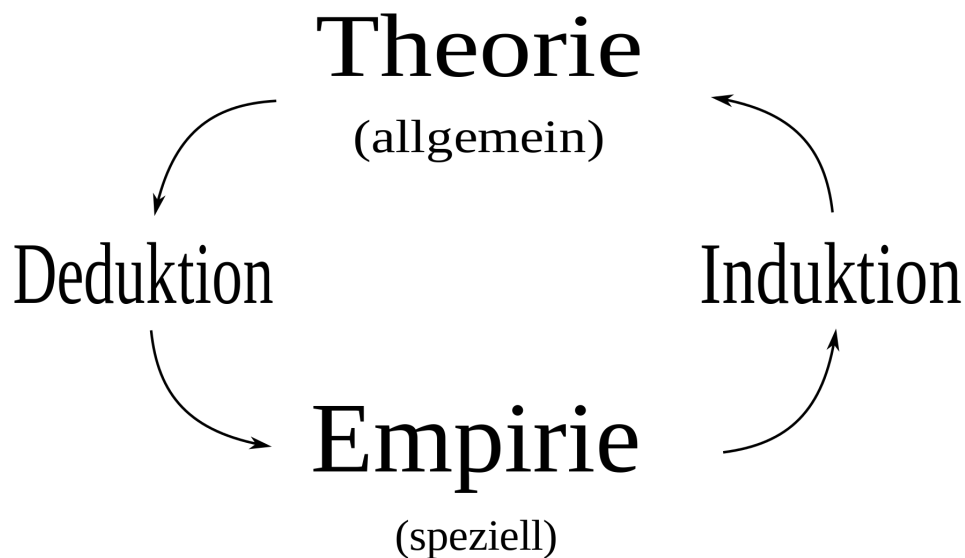 Theorie
(allgemein)
Deduktion
Induktion
Empirie
(speziell)